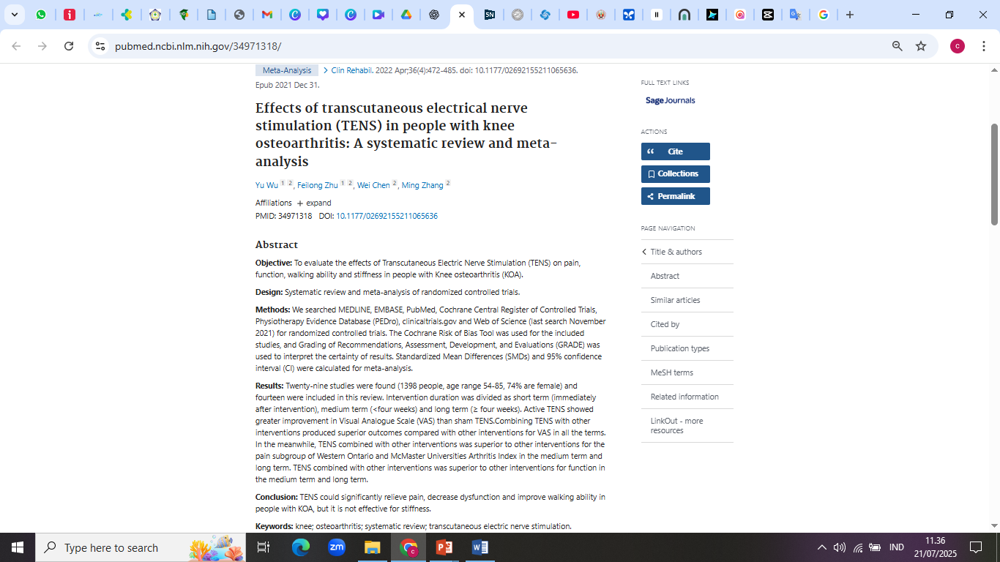 pubmed.ncbi.nlm.nih.gov/34971318/
Meta-Analysis
Clin Rehabil. 2022 Apr;36(4):472-485. doi: 10.1177/02692155211065636.
Epub 2021 Dec 31.
Effects of transcutaneous electrical nerve
stimulation (TENS) in people with knee
osteoarthritis: A systematic review and meta-
analysis
Yu Wu 1 2, Feilong Zhu 1 2, Wei Chen 2, Ming Zhang 2
Affiliations + expand
PMID: 34971318 DOI: 10.1177/02692155211065636
Abstract
Objective: To evaluate the effects of Transcutaneous Electric Nerve Stimulation (TENS) on pain,
function, walking ability and stiffness in people with Knee osteoarthritis (KOA).
Design: Systematic review and meta-analysis of randomized controlled trials.
Methods: We searched MEDLINE, EMBASE, PubMed, Cochrane Central Register of Controlled Trials,
Physiotherapy Evidence Database (PEDro), clinicaltrials.gov and Web of Science (last search November
2021) for randomized controlled trials. The Cochrane Risk of Bias Tool was used for the included
studies, and Grading of Recommendations, Assessment, Development, and Evaluations (GRADE) was
used to interpret the certainty of results. Standardized Mean Differences (SMDs) and 95% confidence
interval (CI) were calculated for meta-analysis.
Results: Twenty-nine studies were found (1398 people, age range 54-85, 74% are female) and
fourteen were included in this review. Intervention duration was divided as short term (immediately
after intervention), medium term (<four weeks) and long term (≥ four weeks). Active TENS showed
greater improvement in Visual Analogue Scale (VAS) than sham TENS.Combining TENS with other
interventions produced superior outcomes compared with other interventions for VAS in all the terms.
In the meanwhile, TENS combined with other interventions was superior to other interventions for the
pain subgroup of Western Ontario and McMaster Universities Arthritis Index in the medium term and
long term. TENS combined with other interventions was superior to other interventions for function in
the medium term and long term.
Conclusion: TENS could significantly relieve pain, decrease dysfunction and improve walking ability in
people with KOA, but it is not effective for stiffness.
Keywords: knee; osteoarthritis; systematic review; transcutaneous electric nerve stimulation.
FULL TEXT LINKS
Sage Journals
ACTIONS
Cite
Collections
Permalink
PAGE NAVIGATION
Title & authors
Abstract
Similar articles
Cited by
Publication types
MeSH terms
Related information
LinkOut - more
resources
Type here to search
zm
IND
11.36
21/07/2025